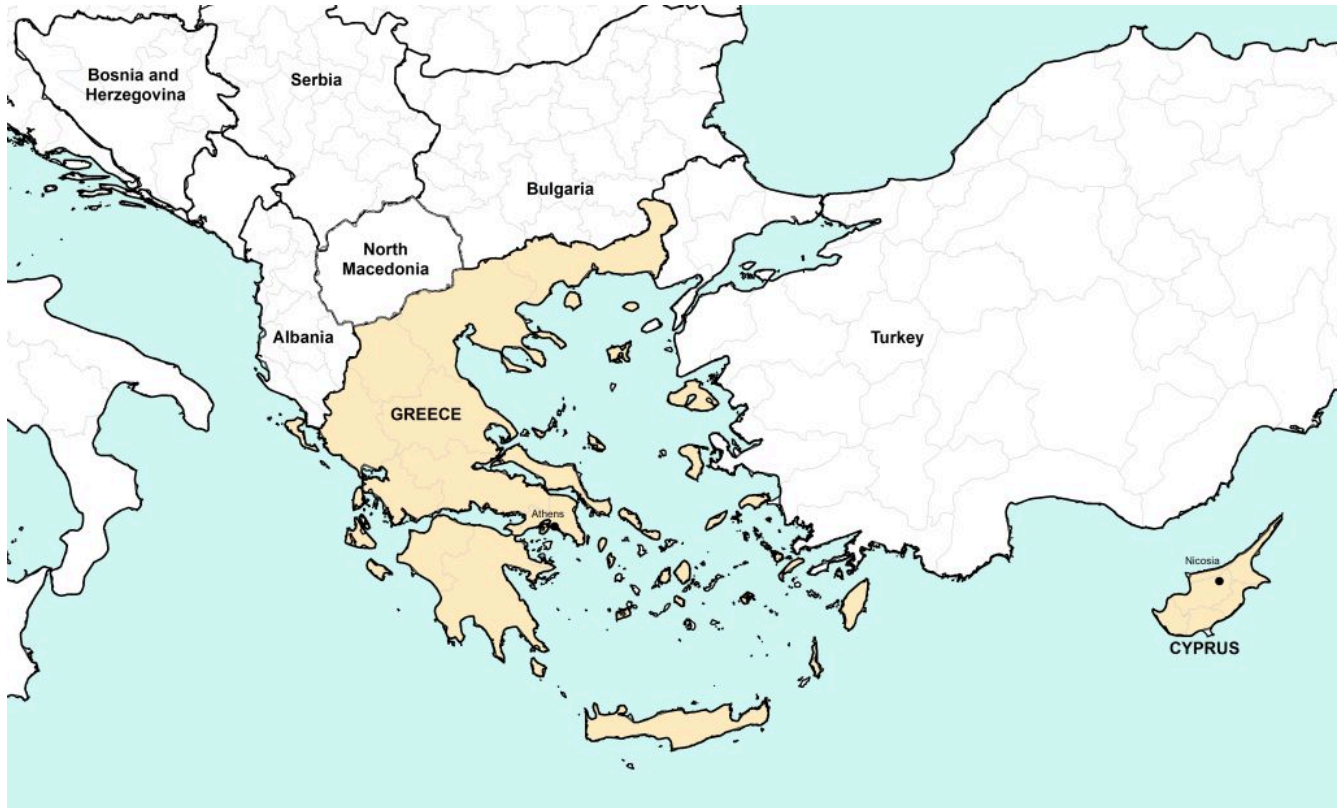 Bosnia and
Herzegovina
Serbia
Bulgaria
North
Macedonia
Albania
Turkey
GREECE
Athens
Nicosia
CYPRUS